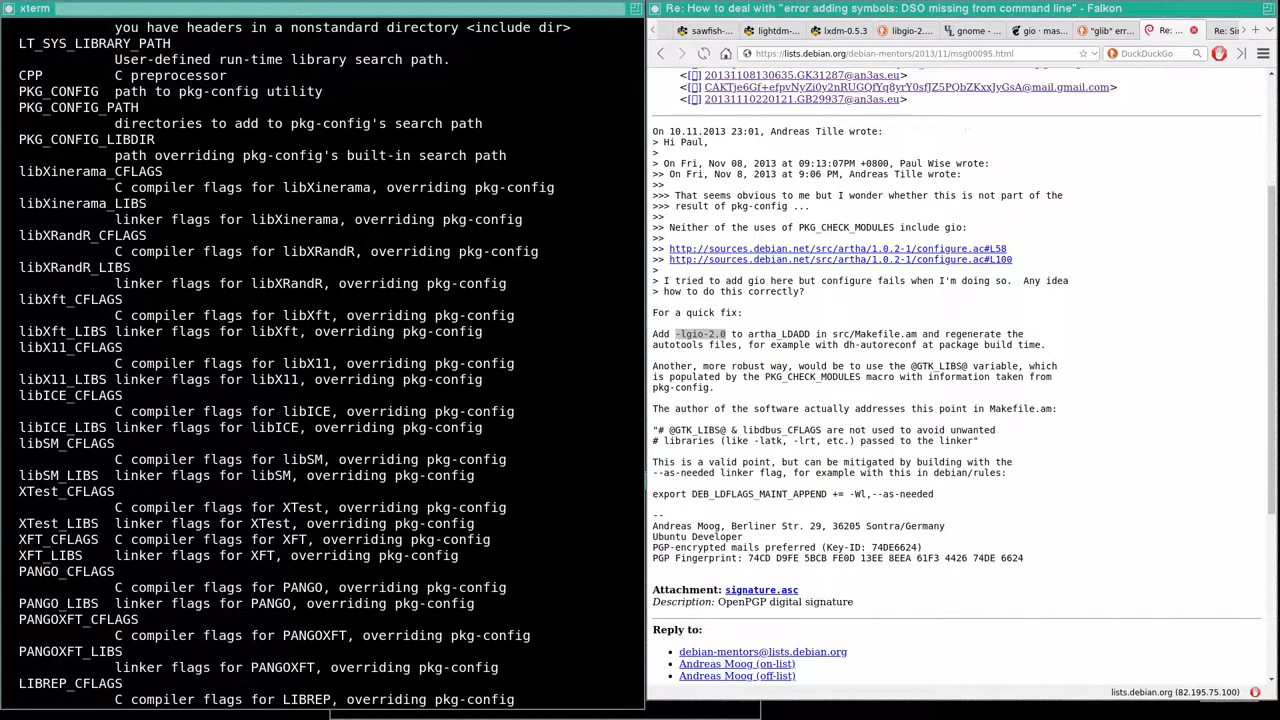 xterm
you have headers in a nonstandard directory <include dir>
LT_SYS_LIBRARY_PATH
User-defined run-time library search path.
CPP C preprocessor
PKG_CONFIG path to pkg-config utility
PKG_CONFIG_PATH
directories to add to pkg-config's search path
PKG_CONFIG_LIBDIR
path overriding pkg-config's built-in search path
libXinerama_CFLAGS
C compiler flags for libXinerama, overriding pkg-config
libXinerama_LIBS
linker flags for libXinerama, overriding pkg-config
libXRandR_CFLAGS
C compiler flags for libXRandR, overriding pkg-config
libXRandR_LIBS
linker flags for libXRandR, overriding pkg-config
libXft_CFLAGS
C compiler flags for libXft, overriding pkg-config
libXft_LIBS linker flags for libXft, overriding pkg-config
libX11_CFLAGS
C compiler flags for libX11, overriding pkg-config
libX11_LIBS linker flags for libX11, overriding pkg-config
libICE_CFLAGS
C compiler flags for libICE, overriding pkg-config
libICE_LIBS linker flags for libICE, overriding pkg-config
libSM_CFLAGS
C compiler flags for libSM, overriding pkg-config
libSM_LIBS linker flags for libSM, overriding pkg-config
XTest_CFLAGS
C compiler flags for XTest, overriding pkg-config
XTest_LIBS linker flags for XTest, overriding pkg-config
XFT_CFLAGS C compiler flags for XFT, overriding pkg-config
XFT_LIBS linker flags for XFT, overriding pkg-config
PANGO_CFLAGS
C compiler flags for PANGO, overriding pkg-config
PANGO_LIBS linker flags for PANGO, overriding pkg-config
PANGOXFT_CFLAGS
C compiler flags for PANGOXFT, overriding pkg-config
PANGOXFT_LIBS
linker flags for PANGOXFT, overriding pkg-config
LIBREP_CFLAGS
C compiler flags for LIBREP, overriding pkg-config
Re: How to deal with "error adding symbols: DSO missing from command line" - Falkon
sawfish-... lightdm-... lxdm-0.5.3 libgio-2.... gnome - ... gio · mas... "glib" err... Re: ... Re: Si
https://lists.debian.org/debian-mentors/2013/11/msg00095.html DuckDuckGo
<[🔎] 20131108130635.GK31287@an3as.eu>
<[🔎] CAKTje6Gf+efpvNyZi0y2nRUGQfYq8yrY0sfJZ5PQbZKxxJyGsA@mail.gmail.com>
<[🔎] 20131110220121.GB29937@an3as.eu>
On 10.11.2013 23:01, Andreas Tille wrote:
> Hi Paul,
>
> On Fri, Nov 08, 2013 at 09:13:07PM +0800, Paul Wise wrote:
>> On Fri, Nov 8, 2013 at 9:06 PM, Andreas Tille wrote:
>>
>>> That seems obvious to me but I wonder whether this is not part of the
>>> result of pkg-config ...
>>
>> Neither of the uses of PKG_CHECK_MODULES include gio:
>>
>> http://sources.debian.net/src/artha/1.0.2-1/configure.ac#L58
>> http://sources.debian.net/src/artha/1.0.2-1/configure.ac#L100
>
> I tried to add gio here but configure fails when I'm doing so. Any idea
> how to do this correctly?
For a quick fix:
Add -lgio-2.0 to artha_LDADD in src/Makefile.am and regenerate the
autotools files, for example with dh-autoreconf at package build time.
Another, more robust way, would be to use the @GTK_LIBS@ variable, which
is populated by the PKG_CHECK_MODULES macro with information taken from
pkg-config.
The author of the software actually addresses this point in Makefile.am:
"# @GTK_LIBS@ & libdbus_CFLAGS are not used to avoid unwanted
# libraries (like -latk, -lrt, etc.) passed to the linker"
This is a valid point, but can be mitigated by building with the
--as-needed linker flag, for example with this in debian/rules:
export DEB_LDFLAGS_MAINT_APPEND += -Wl,--as-needed
--
Andreas Moog, Berliner Str. 29, 36205 Sontra/Germany
Ubuntu Developer
PGP-encrypted mails preferred (Key-ID: 74DE6624)
PGP Fingerprint: 74CD D9FE 5BCB FE0D 13EE 8EEA 61F3 4426 74DE 6624
Attachment: signature.asc
Description: OpenPGP digital signature
Reply to:
debian-mentors@lists.debian.org
Andreas Moog (on-list)
Andreas Moog (off-list)
lists.debian.org (82.195.75.100)